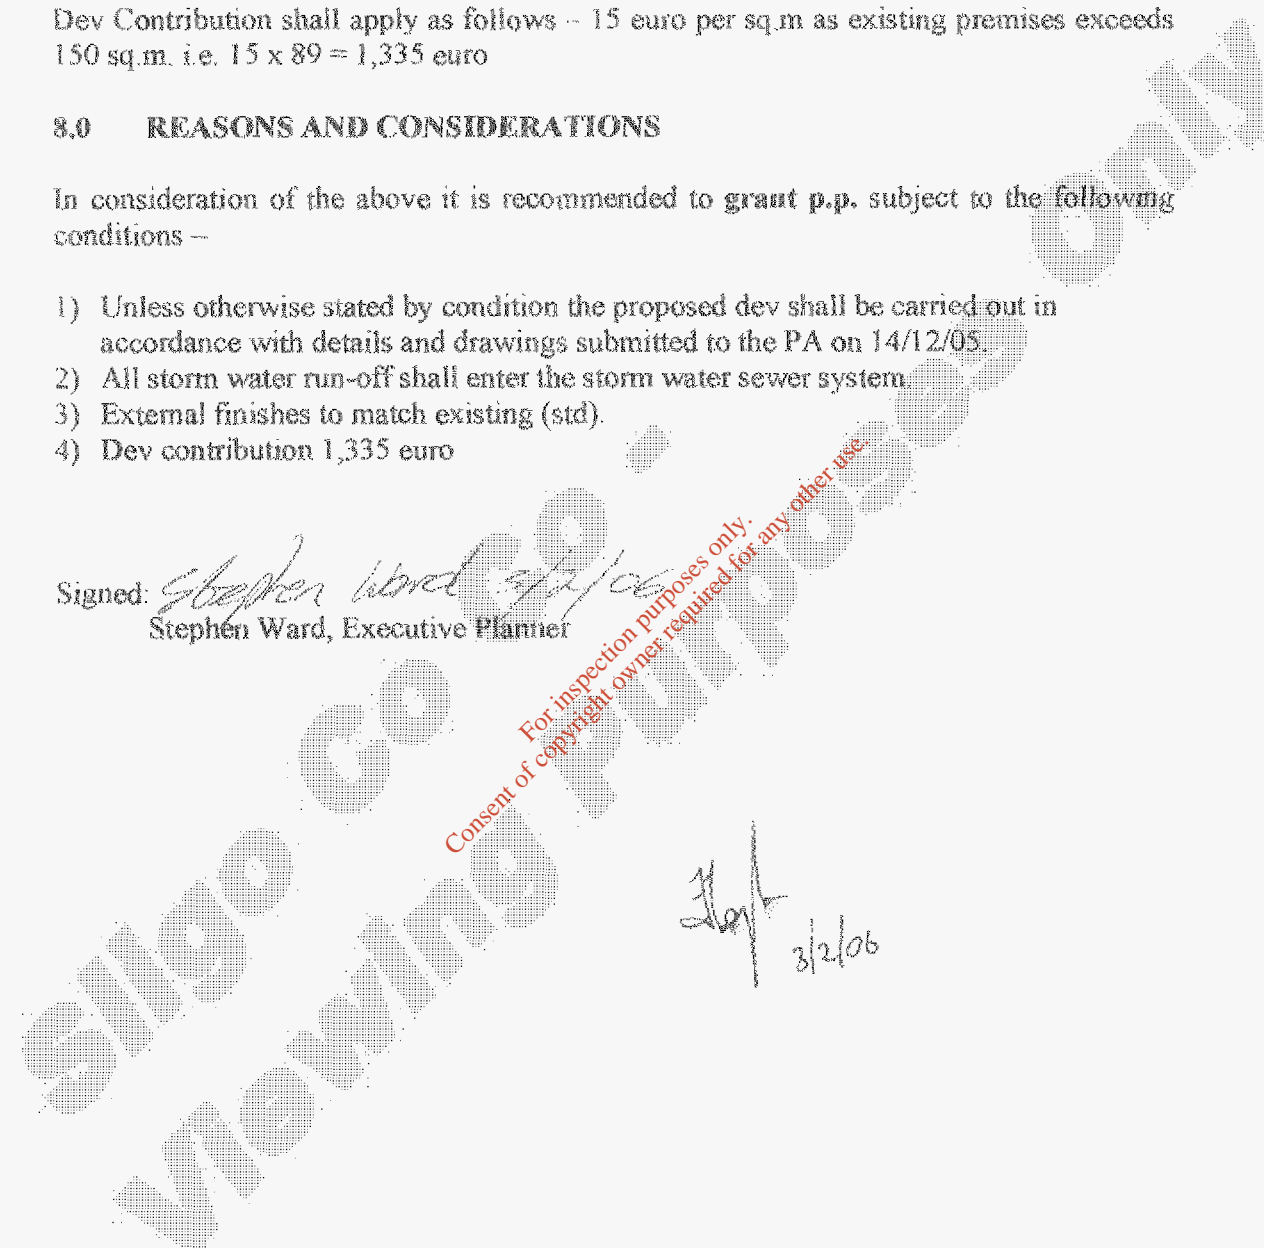 Dev Contribution shall apply as follows – 15 euro per sq.m as existing premises exceeds
150 sq.m. i.e. 15 x 89 = 1,335 euro
8.0 REASONS AND CONSIDERATIONS
In consideration of the above it is recommended to grant p.p. subject to the following
conditions –
1) Unless otherwise stated by condition the proposed dev shall be carried out in
accordance with details and drawings submitted to the PA on 14/12/05.
2) All storm water run-off shall enter the storm water sewer system.
3) External finishes to match existing (std).
4) Dev contribution 1,335 euro
Signed: Stephen Ward 3/2/06
Stephen Ward, Executive Planner
For inspection purposes only.
Consent of copyright owner required for any other use.
3/2/06
Sligo Co Co -
Viewing Purposes Only